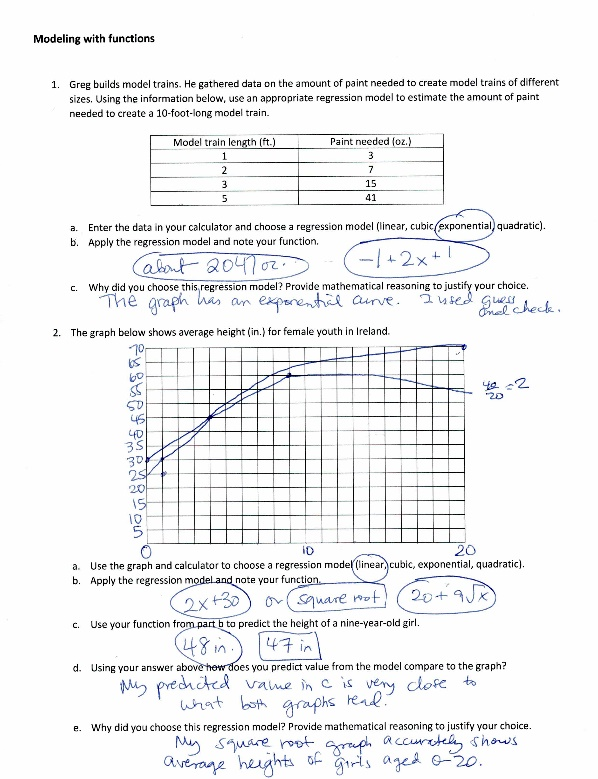 Modeling with functions
1. Greg builds model trains. He gathered data on the amount of paint needed to create model trains of different
sizes. Using the information below, use an appropriate regression model to estimate the amount of paint
needed to create a 10-foot-long model train.
Model train length (ft.) Paint needed (oz.)
1 3
2 7
3 15
5 41
a. Enter the data in your calculator and choose a regression model (linear, cubic, exponential, quadratic).
b. Apply the regression model and note your function.
about 2047 oz. -1+2x+1
c. Why did you choose this regression model? Provide mathematical reasoning to justify your choice.
The graph has an exponential curve. I used guess
and check.
2. The graph below shows average height (in.) for female youth in Ireland.
70
65
60
55
50
45
40
35
30
25
20
15
10
5
40/20 = 2
0 10 20
a. Use the graph and calculator to choose a regression model (linear, cubic, exponential, quadratic).
b. Apply the regression model and note your function.
2x+30 or square root 20+9√x
c. Use your function from part b to predict the height of a nine-year-old girl.
48 in. 47 in
d. Using your answer above how does you predict value from the model compare to the graph?
My predicted value in c is very close to
what both graphs read.
e. Why did you choose this regression model? Provide mathematical reasoning to justify your choice.
My square root graph accurately shows
average heights of girls aged 0-20.